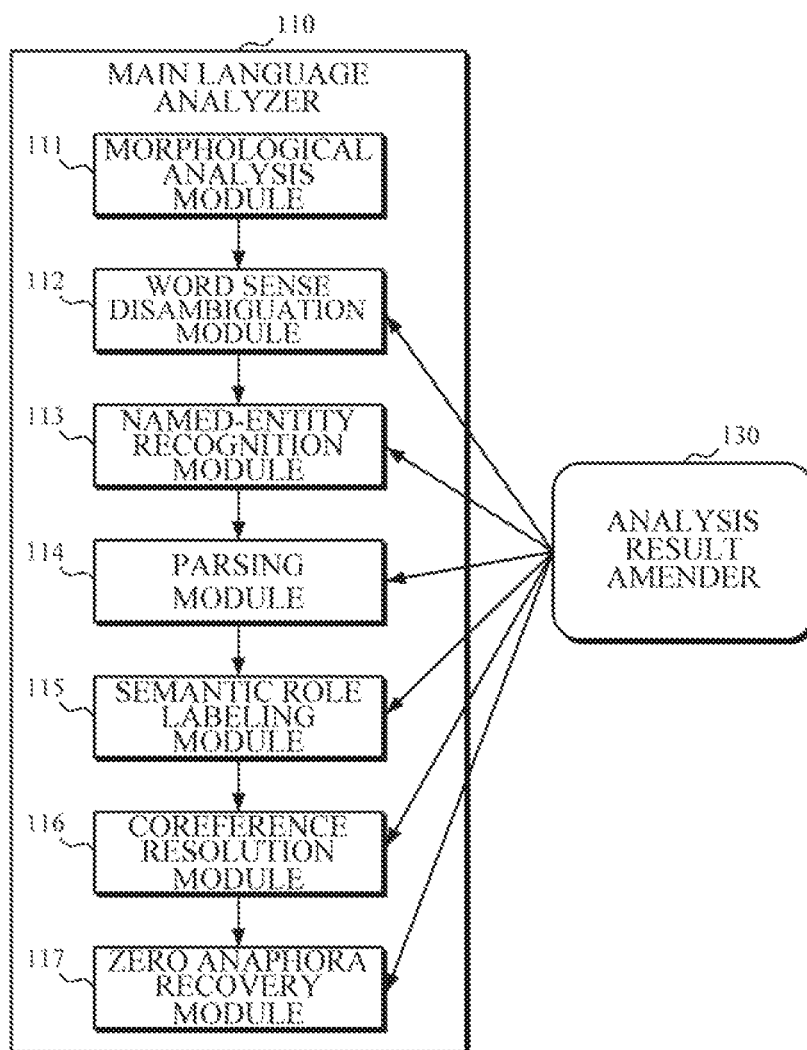 110
MAIN LANGUAGE
ANALYZER
111
MORPHOLOGICAL
ANALYSIS
MODULE
112
WORD SENSE
DISAMBIGUATION
MODULE
113
NAMED-ENTITY
RECOGNITION
MODULE
130
ANALYSIS
RESULT
AMENDER
114
PARSING
MODULE
115
SEMANTIC ROLE
LABELING
MODULE
116
COREFERENCE
RESOLUTION
MODULE
117
ZERO ANAPHORA
RECOVERY
MODULE